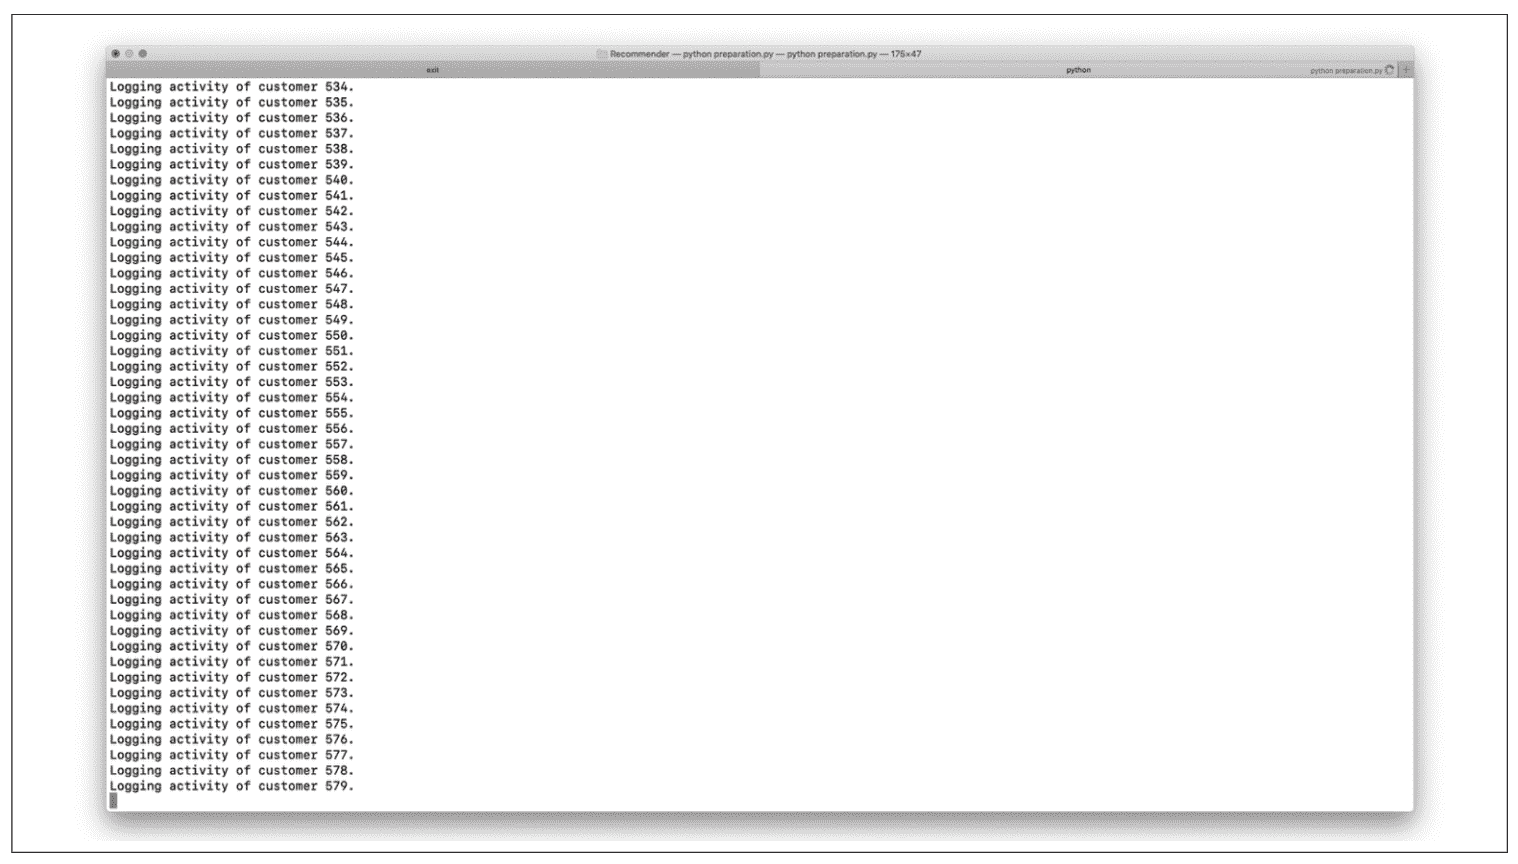 Recommender — python preparation.py — python preparation.py — 175×47
exit python python preparation.py +
Logging activity of customer 534.
Logging activity of customer 535.
Logging activity of customer 536.
Logging activity of customer 537.
Logging activity of customer 538.
Logging activity of customer 539.
Logging activity of customer 540.
Logging activity of customer 541.
Logging activity of customer 542.
Logging activity of customer 543.
Logging activity of customer 544.
Logging activity of customer 545.
Logging activity of customer 546.
Logging activity of customer 547.
Logging activity of customer 548.
Logging activity of customer 549.
Logging activity of customer 550.
Logging activity of customer 551.
Logging activity of customer 552.
Logging activity of customer 553.
Logging activity of customer 554.
Logging activity of customer 555.
Logging activity of customer 556.
Logging activity of customer 557.
Logging activity of customer 558.
Logging activity of customer 559.
Logging activity of customer 560.
Logging activity of customer 561.
Logging activity of customer 562.
Logging activity of customer 563.
Logging activity of customer 564.
Logging activity of customer 565.
Logging activity of customer 566.
Logging activity of customer 567.
Logging activity of customer 568.
Logging activity of customer 569.
Logging activity of customer 570.
Logging activity of customer 571.
Logging activity of customer 572.
Logging activity of customer 573.
Logging activity of customer 574.
Logging activity of customer 575.
Logging activity of customer 576.
Logging activity of customer 577.
Logging activity of customer 578.
Logging activity of customer 579.